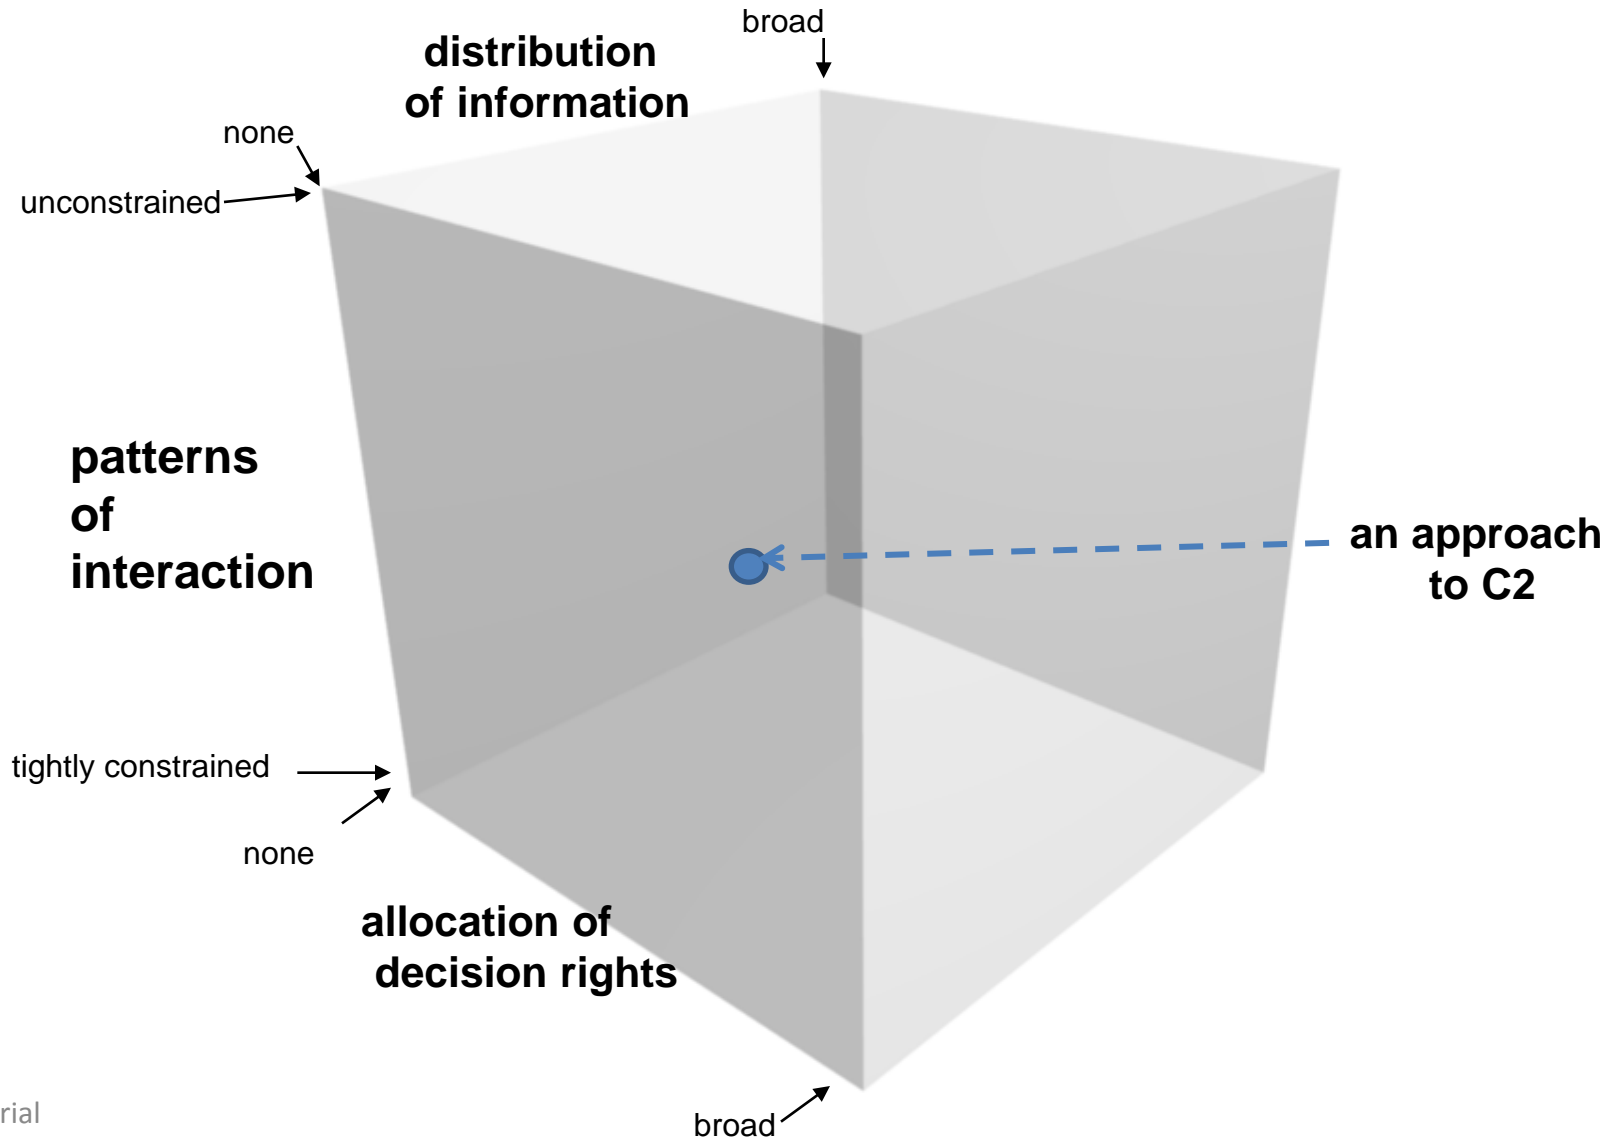 broad
distribution
of information
none
unconstrained
patterns
of
interaction
an approach
to C2
tightly constrained
none
allocation of
decision rights
rial
broad